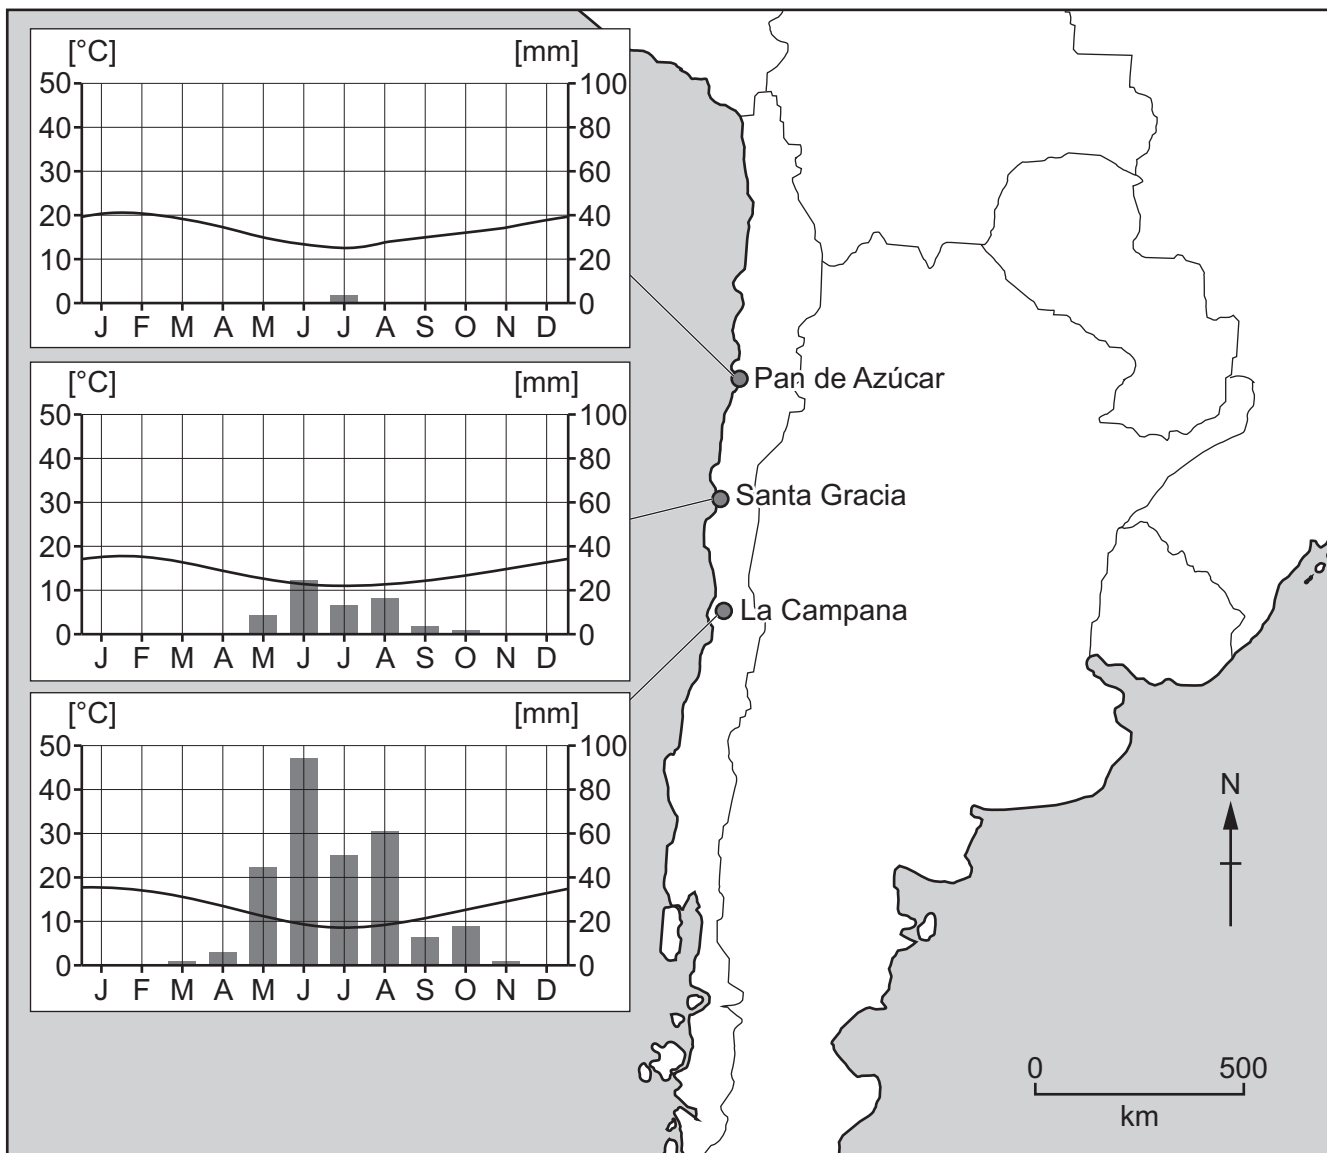 [°C] [mm]
50 100
40 80
30 60
20 40
10 20
0 0
J F M A M J J A S O N D
[°C] [mm]
50 100
40 80
30 60
20 40
10 20
0 0
J F M A M J J A S O N D
[°C] [mm]
50 100
40 80
30 60
20 40
10 20
0 0
J F M A M J J A S O N D
Pan de Azúcar
Santa Gracia
La Campana
N
0 500
km